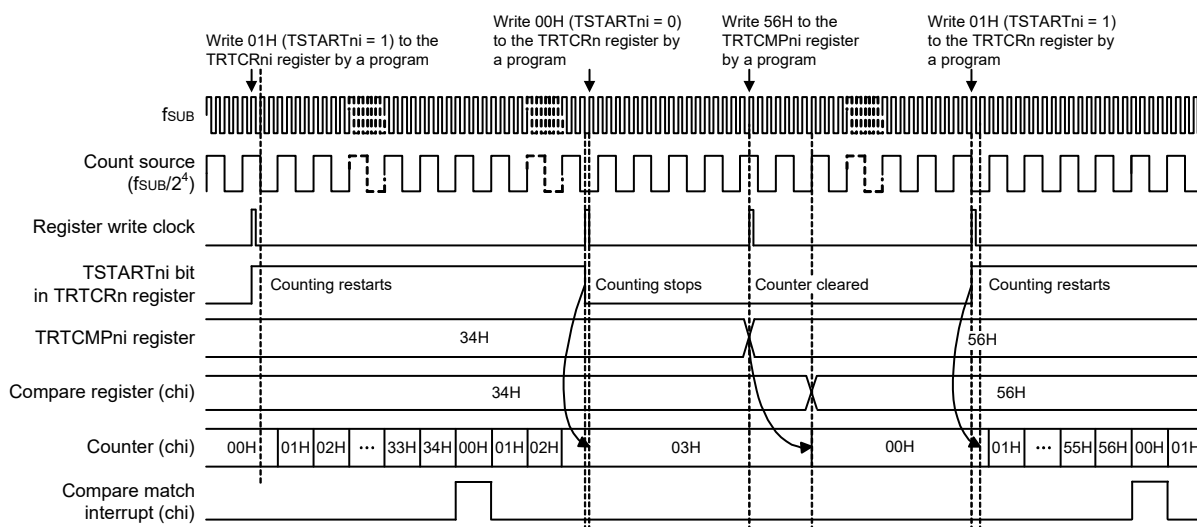 Write 01H (TSTARTni = 1) to the
TRTCRni register by a program
Write 00H (TSTARTni = 0)
to the TRTCRn register by
a program
Write 56H to the
TRTCMPni register
by a program
Write 01H (TSTARTni = 1)
to the TRTCRn register by
a program
fSUB
Count source
(fSUB/2⁴)
Register write clock
TSTARTni bit
in TRTCRn register
Counting restarts
Counting stops
Counter cleared
Counting restarts
TRTCMPni register
34H
56H
Compare register (chi)
34H
56H
Counter (chi)
00H 01H 02H ... 33H 34H 00H 01H 02H 03H 00H 01H ... 55H 56H 00H 01H
Compare match
interrupt (chi)